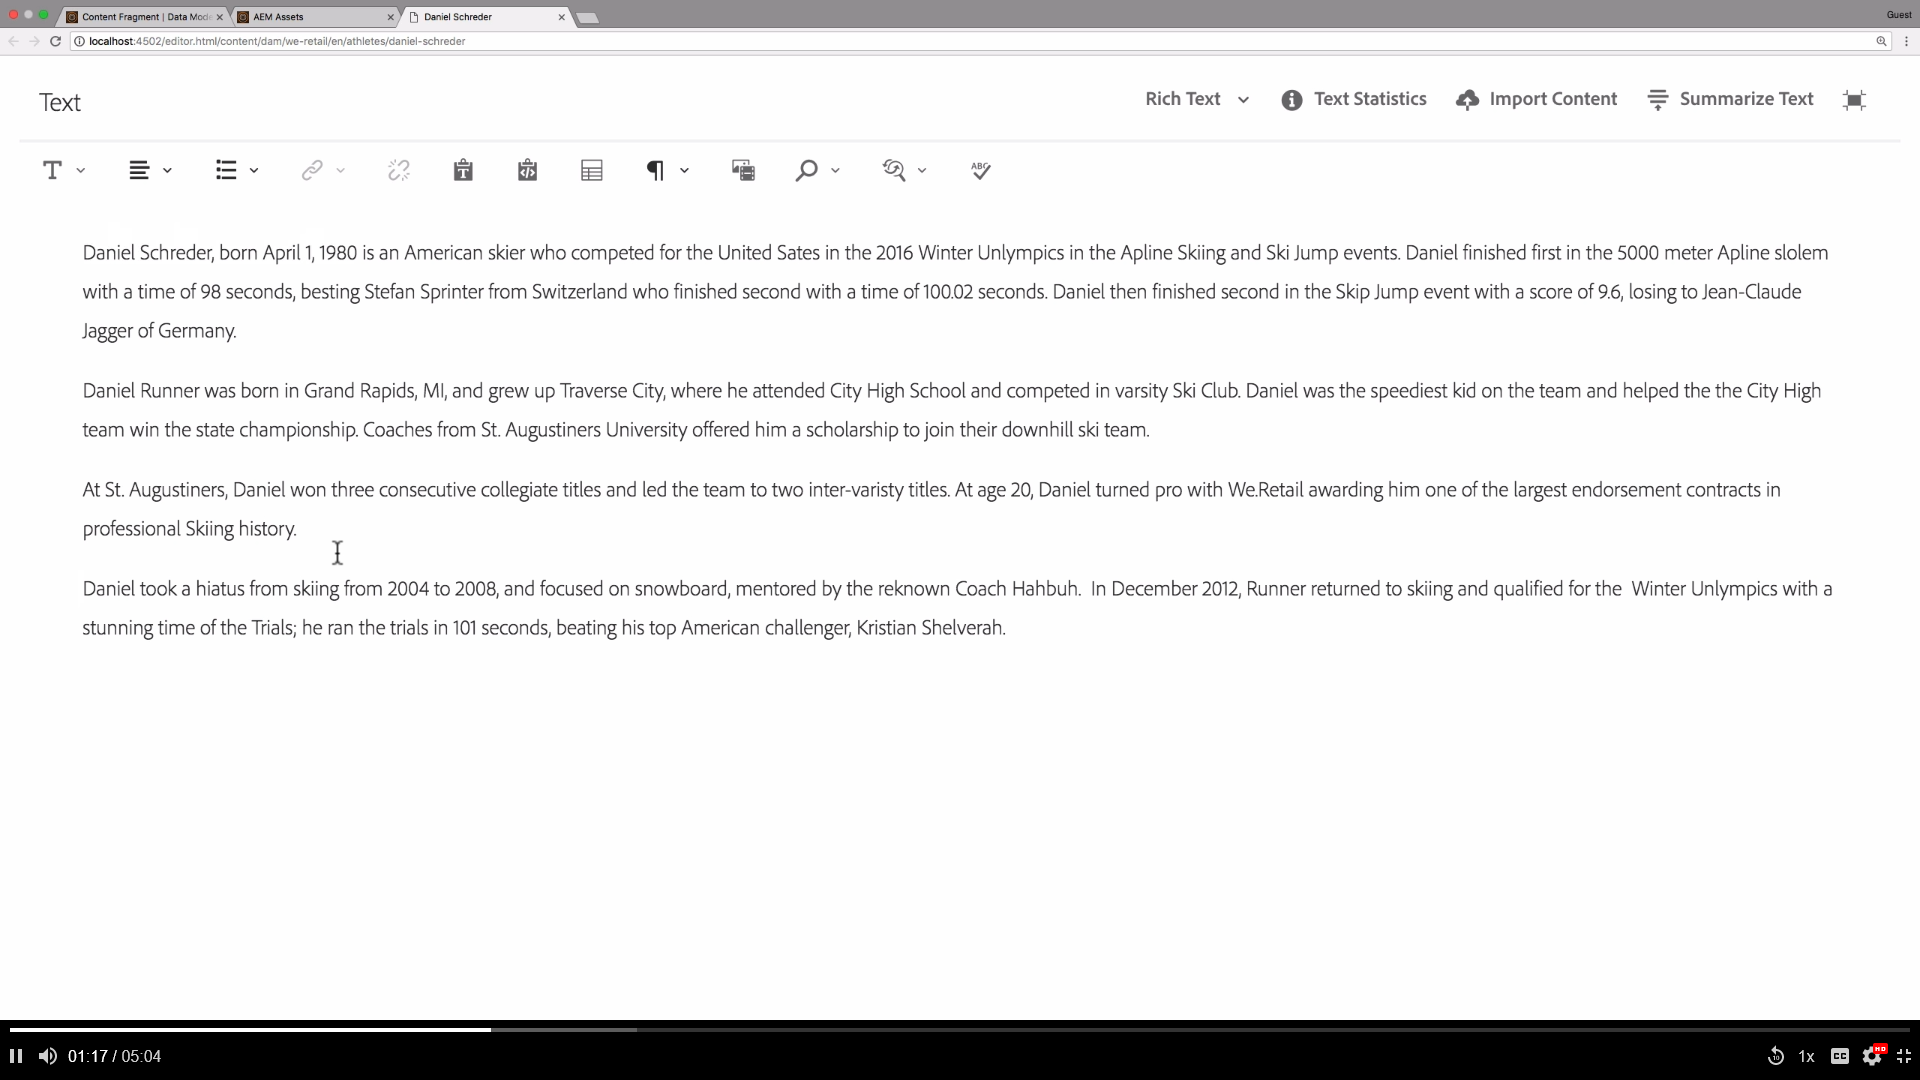 Content Fragment | Data Mode
AEM Assets
Daniel Schreder
Guest
localhost:4502/editor.html/content/dam/we-retail/en/athletes/daniel-schreder
Text
Rich Text
Text Statistics
Import Content
Summarize Text
T
T
</>
ABC
Daniel Schreder, born April 1, 1980 is an American skier who competed for the United Sates in the 2016 Winter Unlympics in the Apline Skiing and Ski Jump events. Daniel finished first in the 5000 meter Apline slolem
with a time of 98 seconds, besting Stefan Sprinter from Switzerland who finished second with a time of 100.02 seconds. Daniel then finished second in the Skip Jump event with a score of 9.6, losing to Jean-Claude
Jagger of Germany.
Daniel Runner was born in Grand Rapids, MI, and grew up Traverse City, where he attended City High School and competed in varsity Ski Club. Daniel was the speediest kid on the team and helped the the City High
team win the state championship. Coaches from St. Augustiners University offered him a scholarship to join their downhill ski team.
At St. Augustiners, Daniel won three consecutive collegiate titles and led the team to two inter-varisty titles. At age 20, Daniel turned pro with We.Retail awarding him one of the largest endorsement contracts in
professional Skiing history.
Daniel took a hiatus from skiing from 2004 to 2008, and focused on snowboard, mentored by the reknown Coach Hahbuh.  In December 2012, Runner returned to skiing and qualified for the  Winter Unlympics with a
stunning time of the Trials; he ran the trials in 101 seconds, beating his top American challenger, Kristian Shelverah.
01:17 / 05:04
10
1x
CC
HD